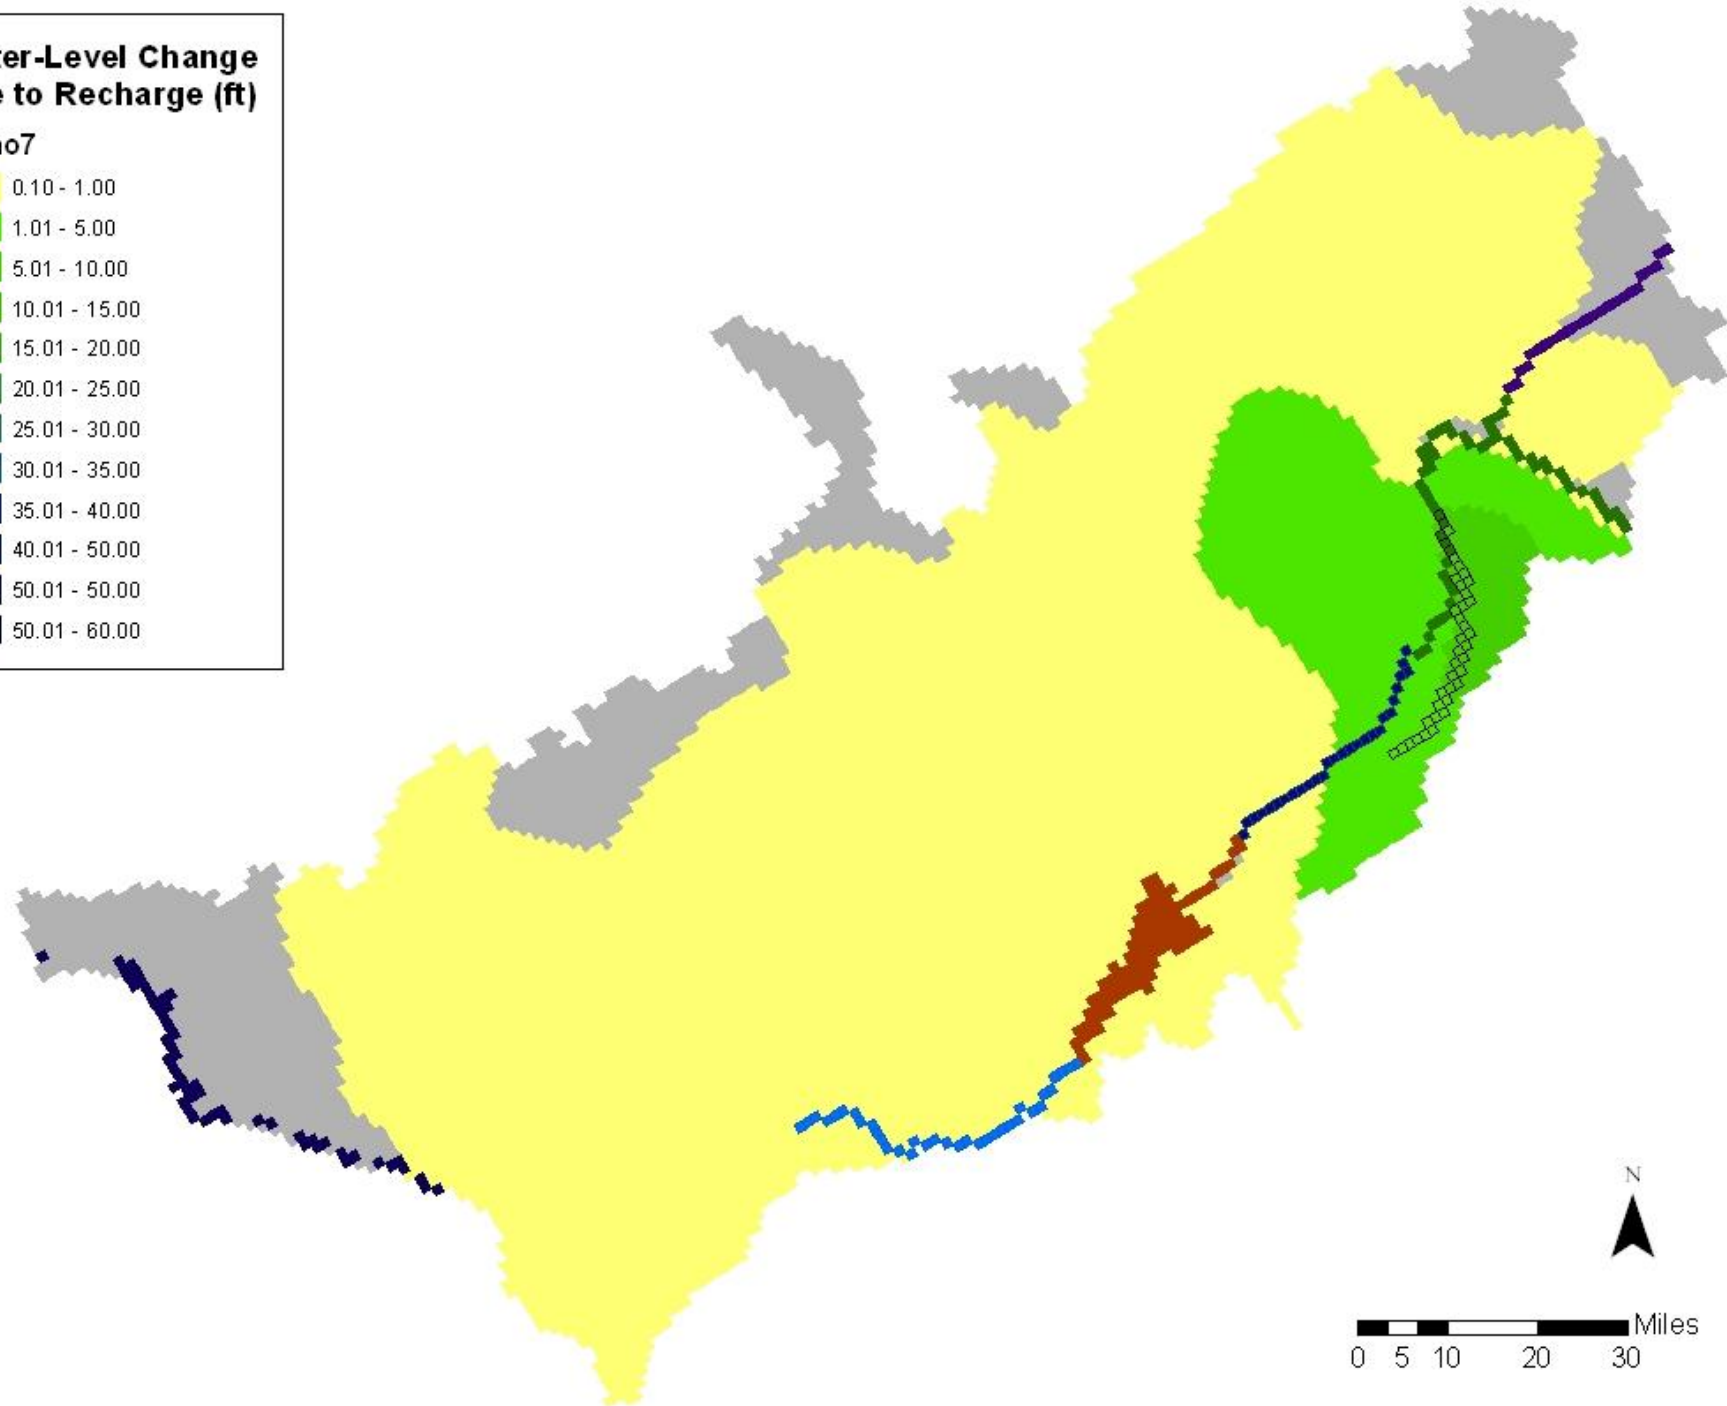 ter-Level Change
e to Recharge (ft)
no7
0.10 - 1.00
1.01 - 5.00
5.01 - 10.00
10.01 - 15.00
15.01 - 20.00
20.01 - 25.00
25.01 - 30.00
30.01 - 35.00
35.01 - 40.00
40.01 - 50.00
50.01 - 50.00
50.01 - 60.00
N
Miles
0 5 10 20 30